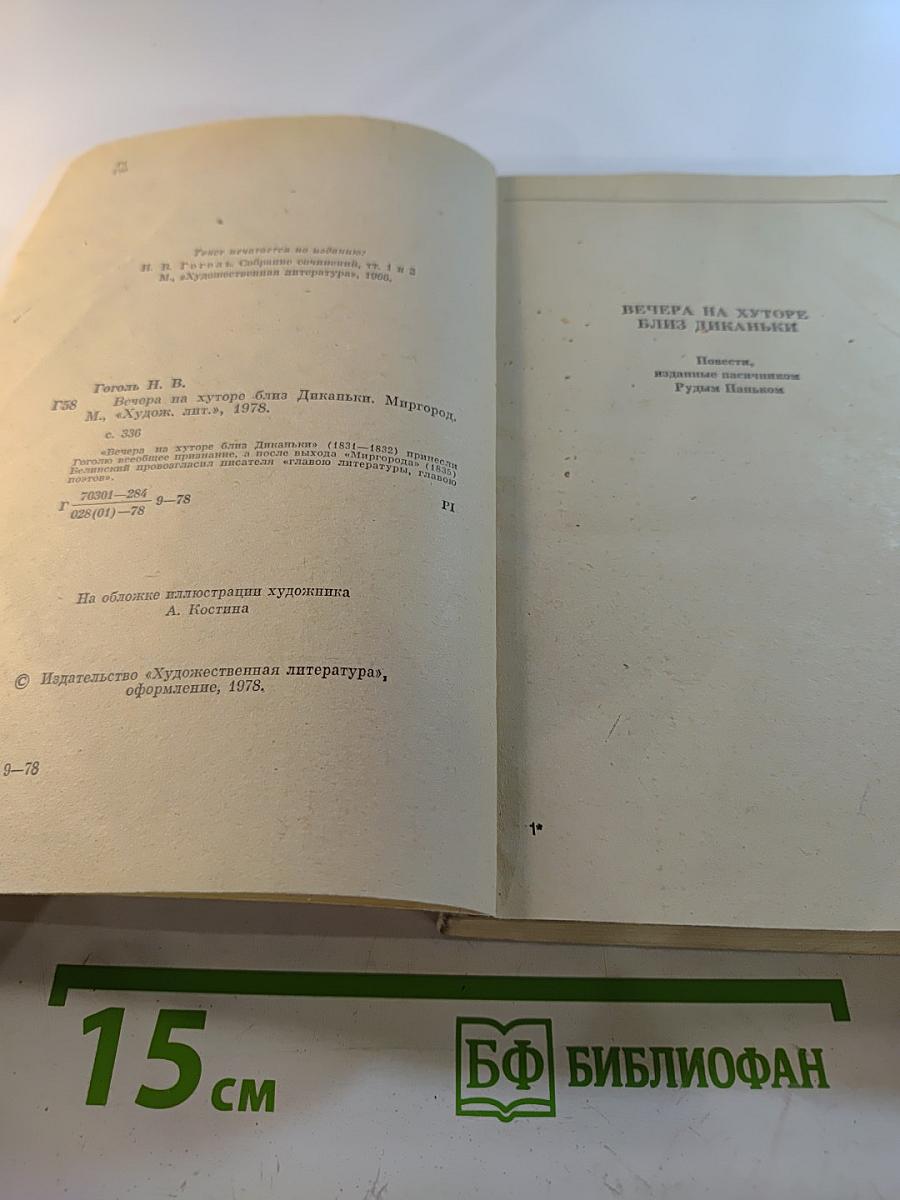 Текст печатается по изданию:
Н. В. Гоголь. Собрание сочинений, тт. 1 и 2
М., «Художественная литература», 1966.
Гоголь Н. В.
Г58 Вечера на хуторе близ Диканьки. Миргород.
М., «Худож. лит.», 1978.
с. 336
«Вечера на хуторе близ Диканьки» (1831—1832) принесли
Гоголю всеобщее признание, а после выхода «Миргорода» (1835)
Белинский провозгласил писателя «главою литературы, главою
поэтов».
70301—284
Г 9—78
028(01)—78
РI
На обложке иллюстрации художника
А. Костина
© Издательство «Художественная литература»,
оформление, 1978.
9—78
ВЕЧЕРА НА ХУТОРЕ
БЛИЗ ДИКАНЬКИ
Повести,
изданные пасичником
Рудым Паньком
1*
15 см
БФ БИБЛИОФАН